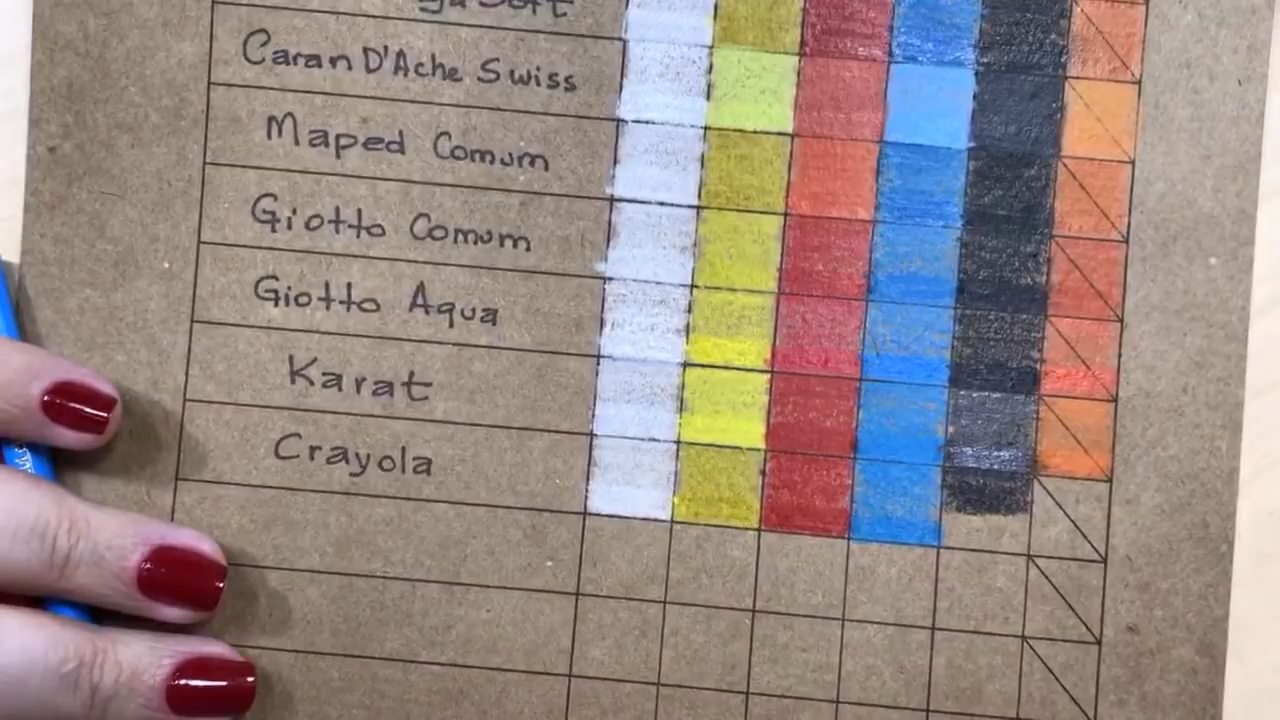 Caran D'Ache Swiss
Maped Comum
Giotto Comum
Giotto Aqua
Karat
Crayola